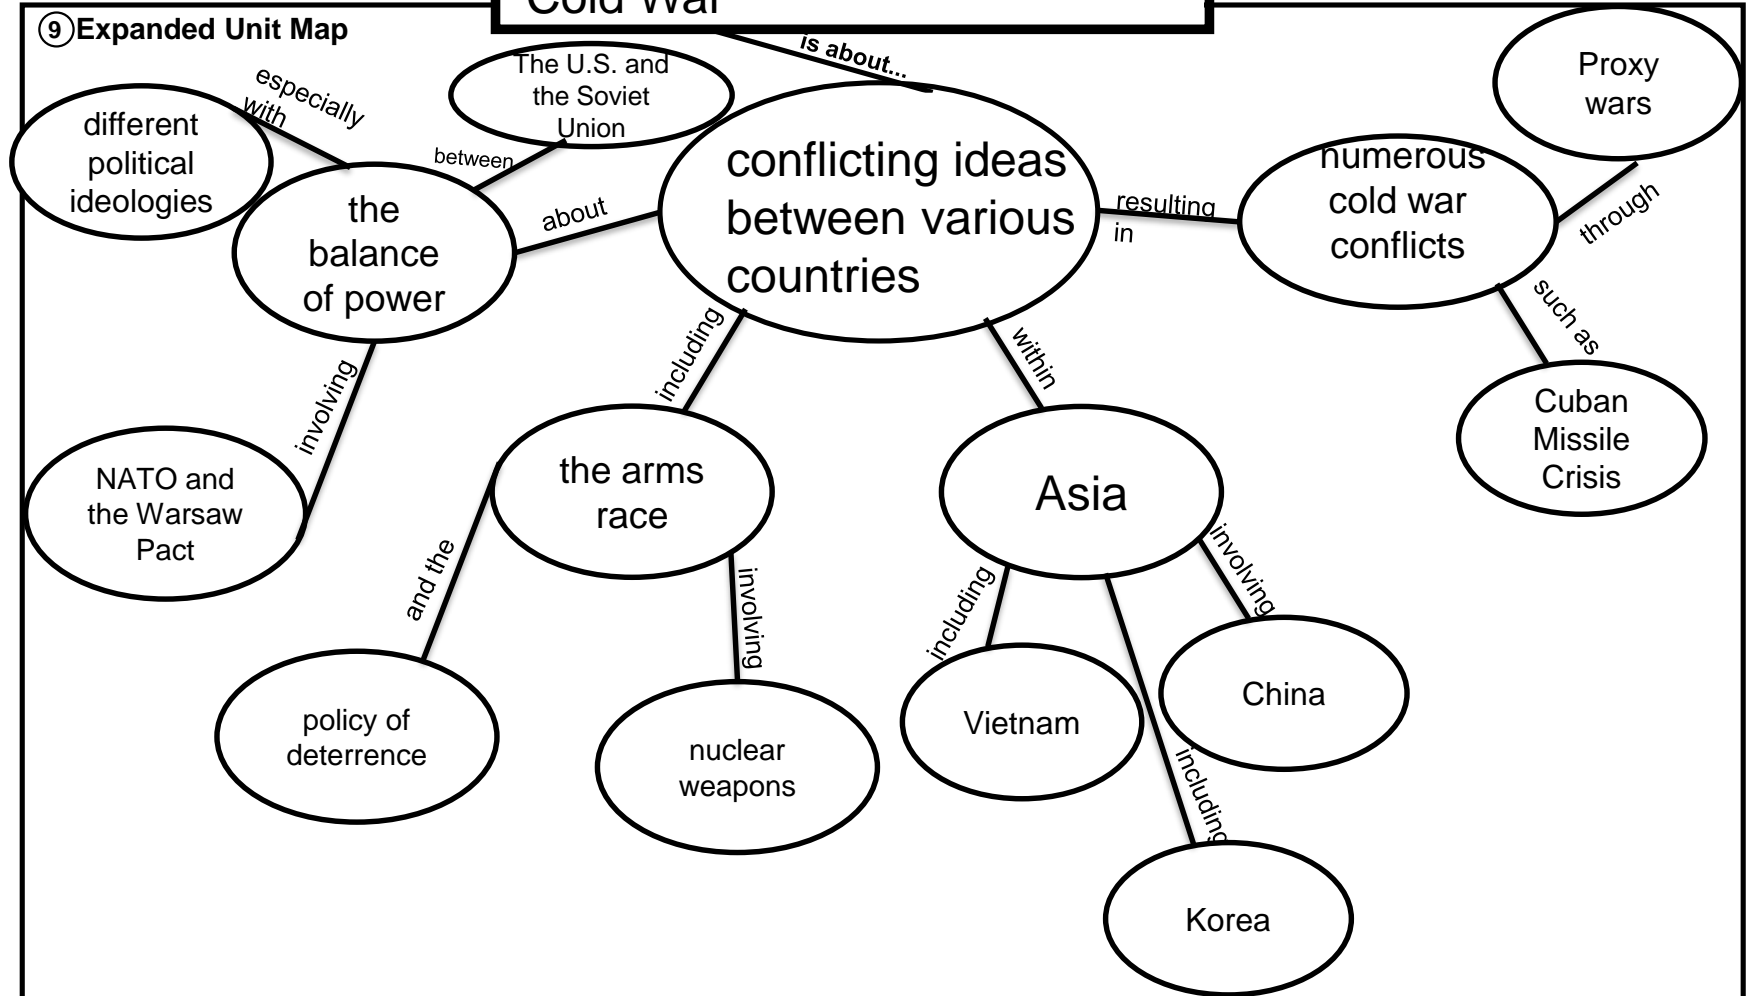 Cold War
9 Expanded Unit Map
is about...
The U.S. and
the Soviet
Union
especially
with
different
political
ideologies
between
the
balance
of power
about
conflicting ideas
between various
countries
resulting
in
numerous
cold war
conflicts
Proxy
wars
through
such as
Cuban
Missile
Crisis
involving
NATO and
the Warsaw
Pact
including
the arms
race
within
Asia
and the
policy of
deterrence
involving
nuclear
weapons
including
Vietnam
involving
China
including
Korea